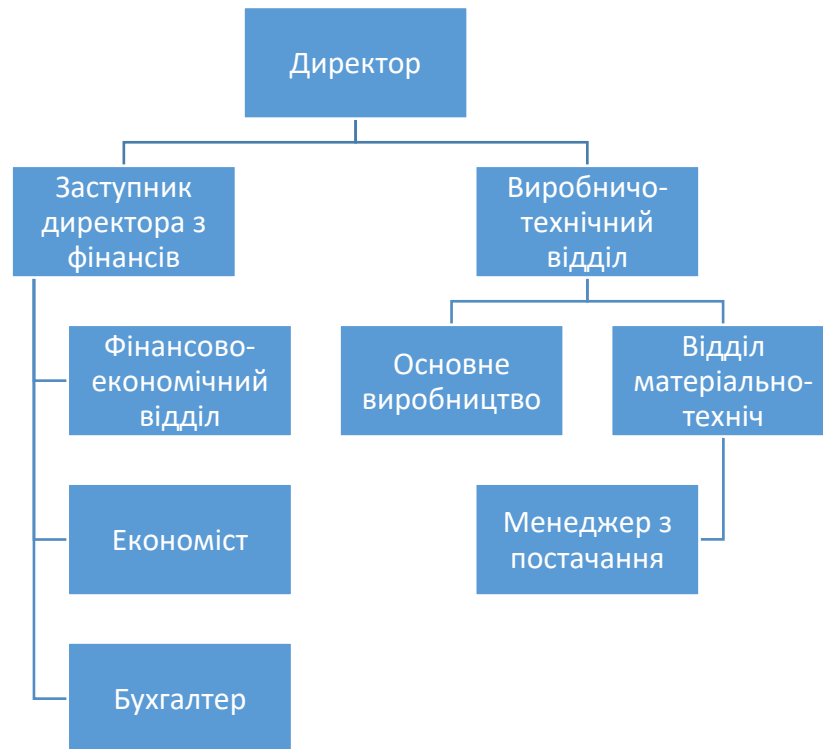 Директор
Заступник
директора з
фінансів
Виробничо-
технічний
відділ
Фінансово-
економічний
відділ
Основне
виробництво
Відділ
матеріально-
техніч
Економіст
Менеджер з
постачання
Бухгалтер